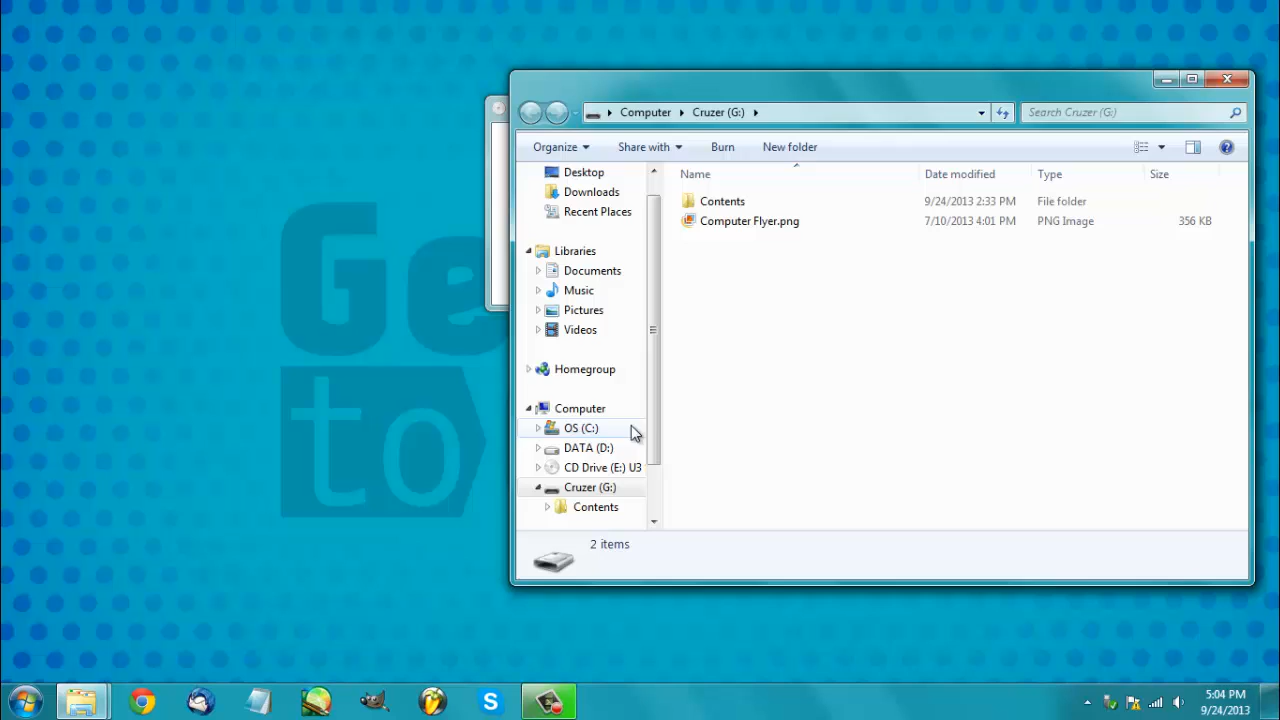 Ge
to
Computer Cruzer (G:)
Search Cruzer (G:)
Organize Share with Burn New folder
Name Date modified Type Size
Desktop
Downloads
Recent Places
Libraries
Documents
Music
Pictures
Videos
Homegroup
Computer
OS (C:)
DATA (D:)
CD Drive (E:) U3
Cruzer (G:)
Contents
Contents 9/24/2013 2:33 PM File folder
Computer Flyer.png 7/10/2013 4:01 PM PNG Image 356 KB
2 items
5:04 PM
9/24/2013